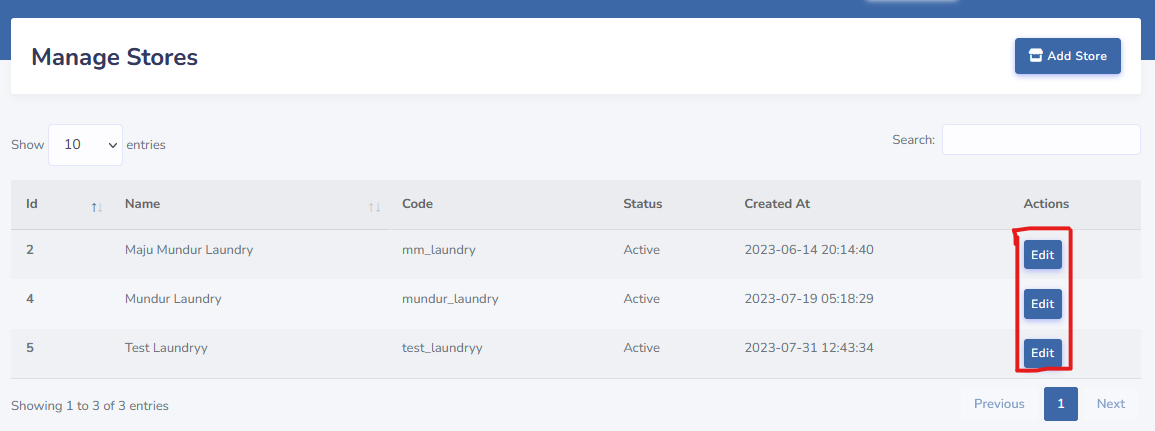 Manage Stores
Add Store
Show 10 entries
Search:
Id Name Code Status Created At Actions
2 Maju Mundur Laundry mm_laundry Active 2023-06-14 20:14:40 Edit
4 Mundur Laundry mundur_laundry Active 2023-07-19 05:18:29 Edit
5 Test Laundryy test_laundryy Active 2023-07-31 12:43:34 Edit
Showing 1 to 3 of 3 entries
Previous 1 Next